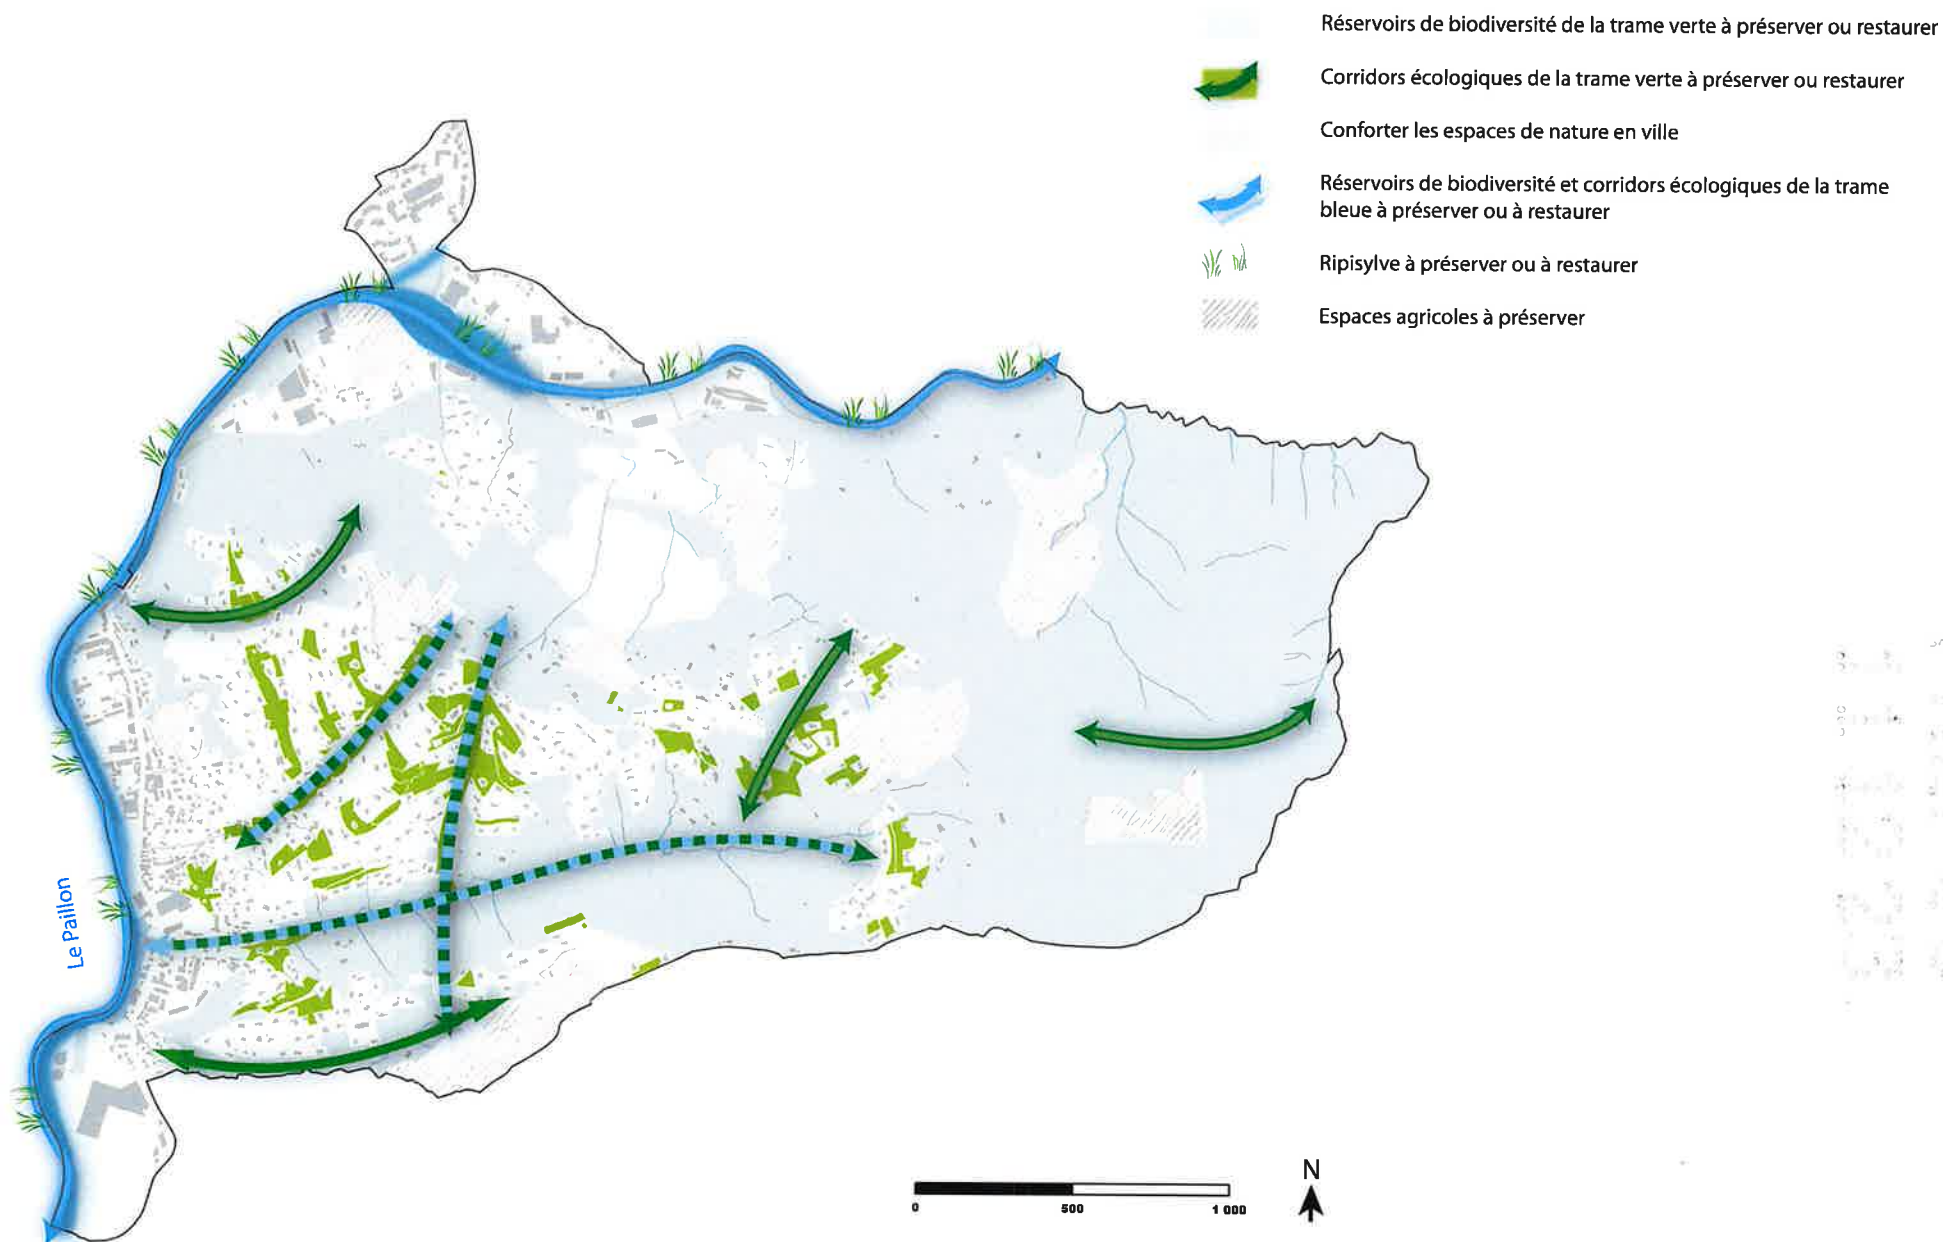 Réservoirs de biodiversité de la trame verte à préserver ou restaurer
Corridors écologiques de la trame verte à préserver ou restaurer
Conforter les espaces de nature en ville
Réservoirs de biodiversité et corridors écologiques de la trame
bleue à préserver ou à restaurer
Ripisylve à préserver ou à restaurer
Espaces agricoles à préserver
Le Paillon
N
0 500 1 000